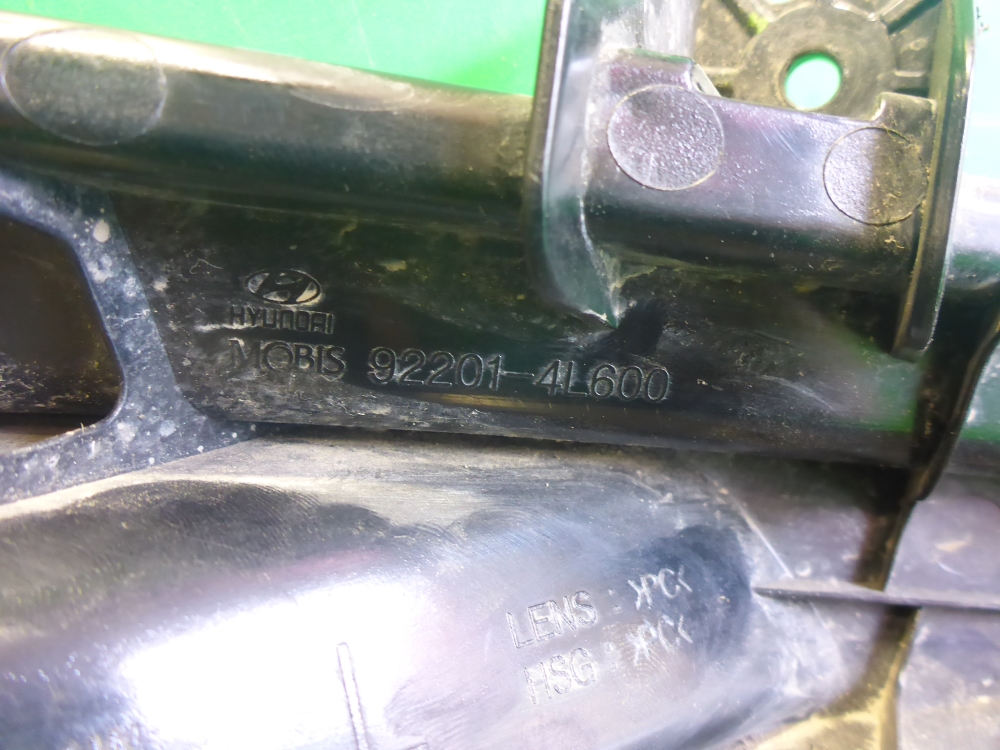 HYUNDAI
MOBIS 92201-4L600
LENS : >PC<
HSG : >PC<